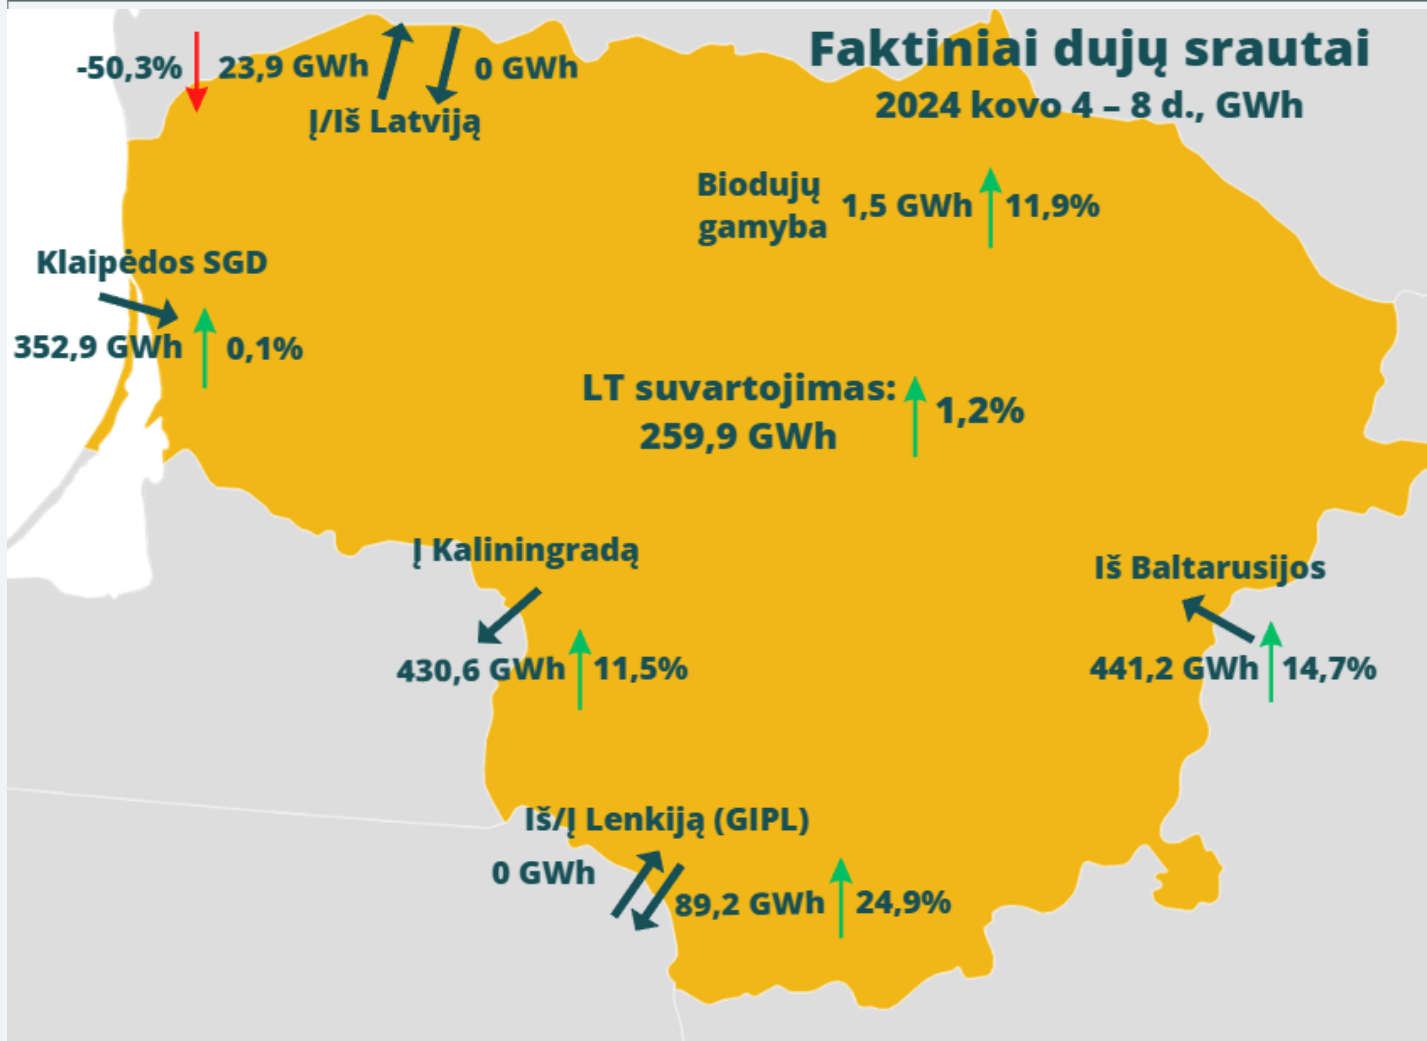 Faktiniai dujų srautai
2024 kovo 4 – 8 d., GWh
-50,3%
23,9 GWh
0 GWh
Į/Iš Latviją
Biodujų
gamyba
1,5 GWh
11,9%
Klaipėdos SGD
352,9 GWh
0,1%
LT suvartojimas:
259,9 GWh
1,2%
Į Kaliningradą
430,6 GWh
11,5%
Iš Baltarusijos
441,2 GWh
14,7%
Iš/Į Lenkiją (GIPL)
0 GWh
89,2 GWh
24,9%